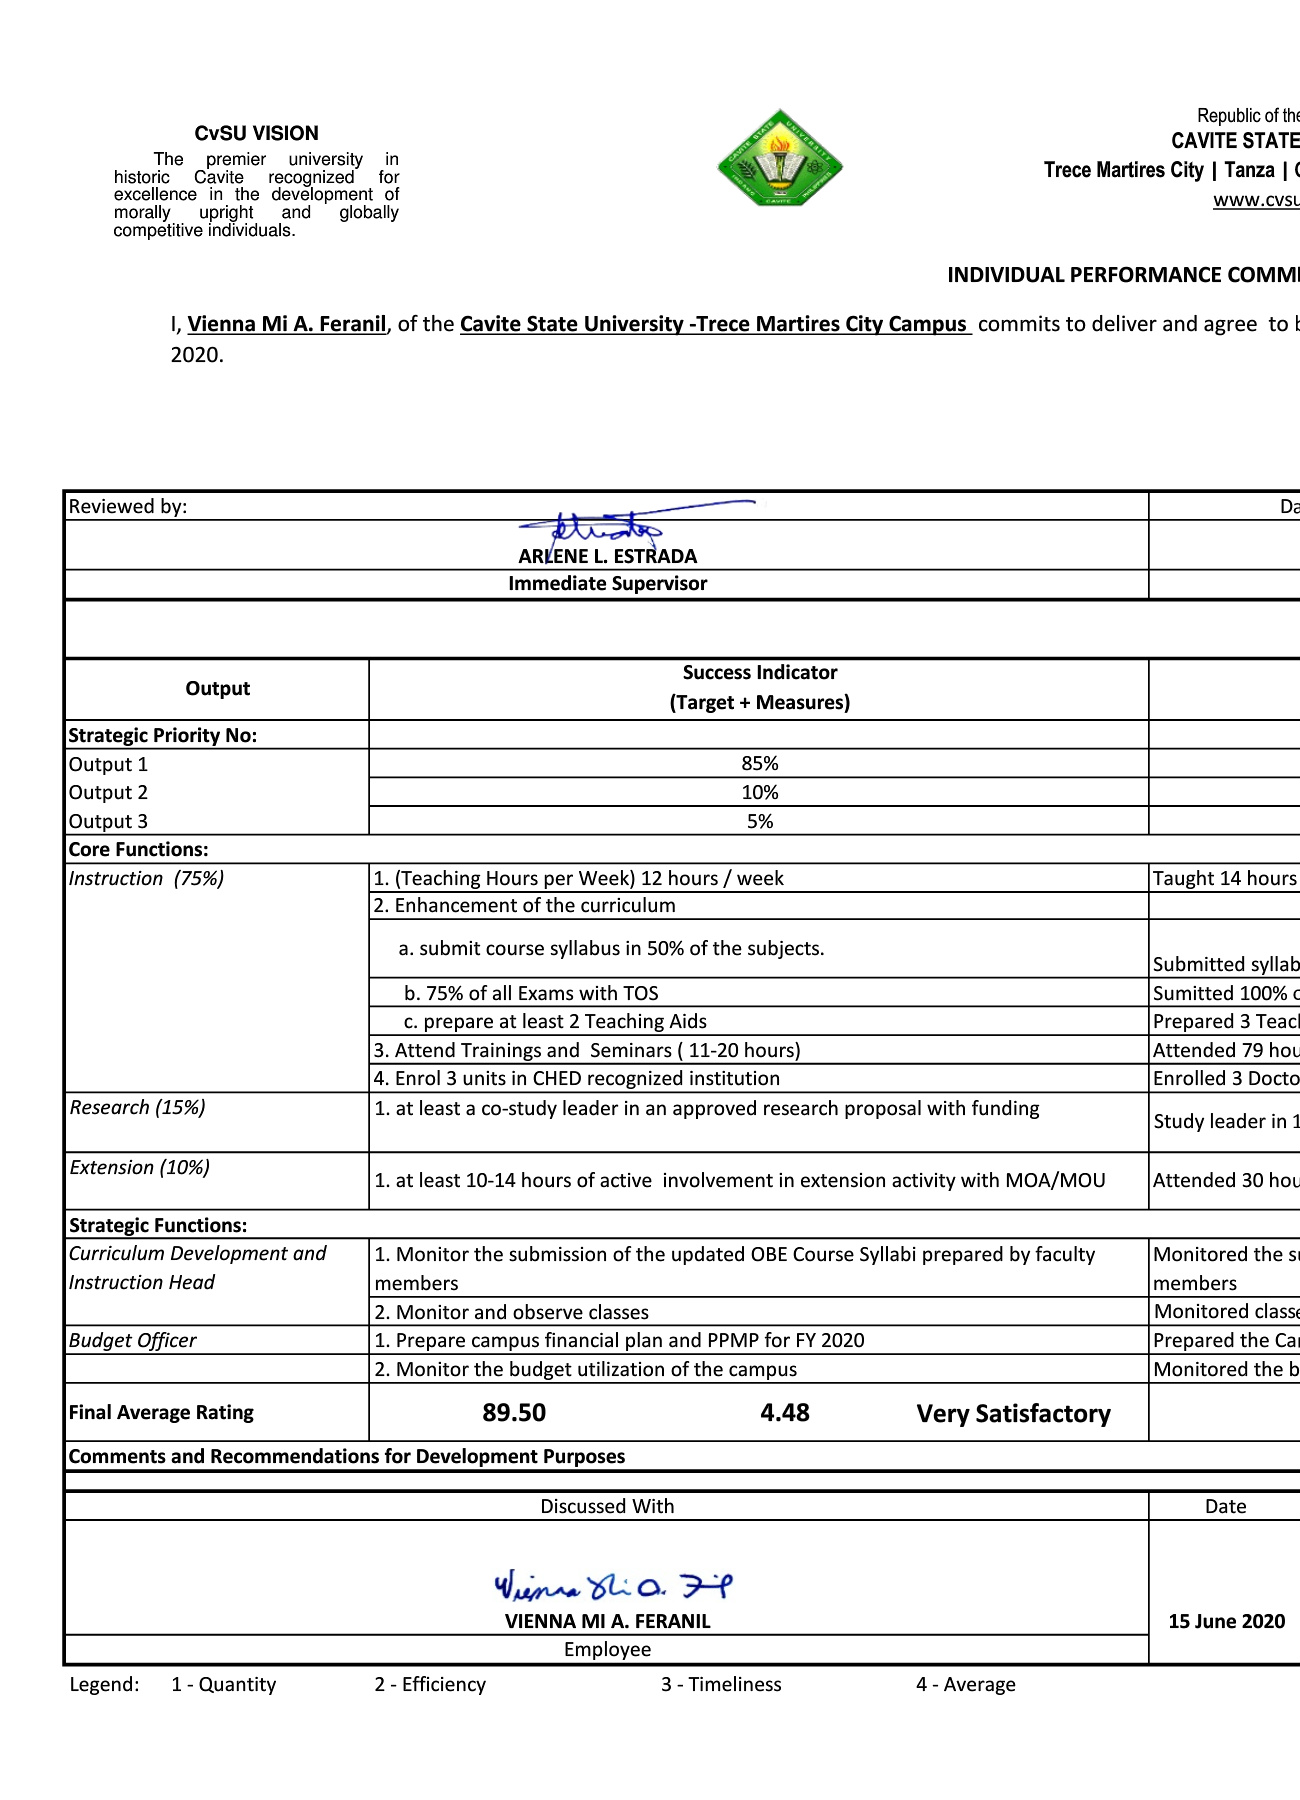 CvSU VISION
The premier university in
historic Cavite recognized for
excellence in the development of
morally upright and globally
competitive individuals.
CAVITE STATE UNIVERSITY
CAVITE
Republic of the
CAVITE STATE
Trece Martires City | Tanza |
www.cvsu
INDIVIDUAL PERFORMANCE COMM
I, Vienna Mi A. Feranil, of the Cavite State University -Trece Martires City Campus commits to deliver and agree to b
2020.
Reviewed by:
Da
ARLENE L. ESTRADA
Immediate Supervisor
Output
Success Indicator
(Target + Measures)
Strategic Priority No:
Output 1
85%
Output 2
10%
Output 3
5%
Core Functions:
Instruction (75%)
1. (Teaching Hours per Week) 12 hours / week
Taught 14 hours
2. Enhancement of the curriculum
a. submit course syllabus in 50% of the subjects.
Submitted syllab
b. 75% of all Exams with TOS
Sumitted 100% o
c. prepare at least 2 Teaching Aids
Prepared 3 Teach
3. Attend Trainings and Seminars ( 11-20 hours)
Attended 79 hou
4. Enrol 3 units in CHED recognized institution
Enrolled 3 Docto
Research (15%)
1. at least a co-study leader in an approved research proposal with funding
Study leader in 1
Extension (10%)
1. at least 10-14 hours of active involvement in extension activity with MOA/MOU
Attended 30 hou
Strategic Functions:
Curriculum Development and
Instruction Head
1. Monitor the submission of the updated OBE Course Syllabi prepared by faculty
members
Monitored the su
members
2. Monitor and observe classes
Monitored classe
Budget Officer
1. Prepare campus financial plan and PPMP for FY 2020
Prepared the Ca
2. Monitor the budget utilization of the campus
Monitored the b
Final Average Rating
89.50 4.48 Very Satisfactory
Comments and Recommendations for Development Purposes
Discussed With
Date
Vienna Mi A.
VIENNA MI A. FERANIL
15 June 2020
Employee
Legend: 1 - Quantity 2 - Efficiency 3 - Timeliness 4 - Average